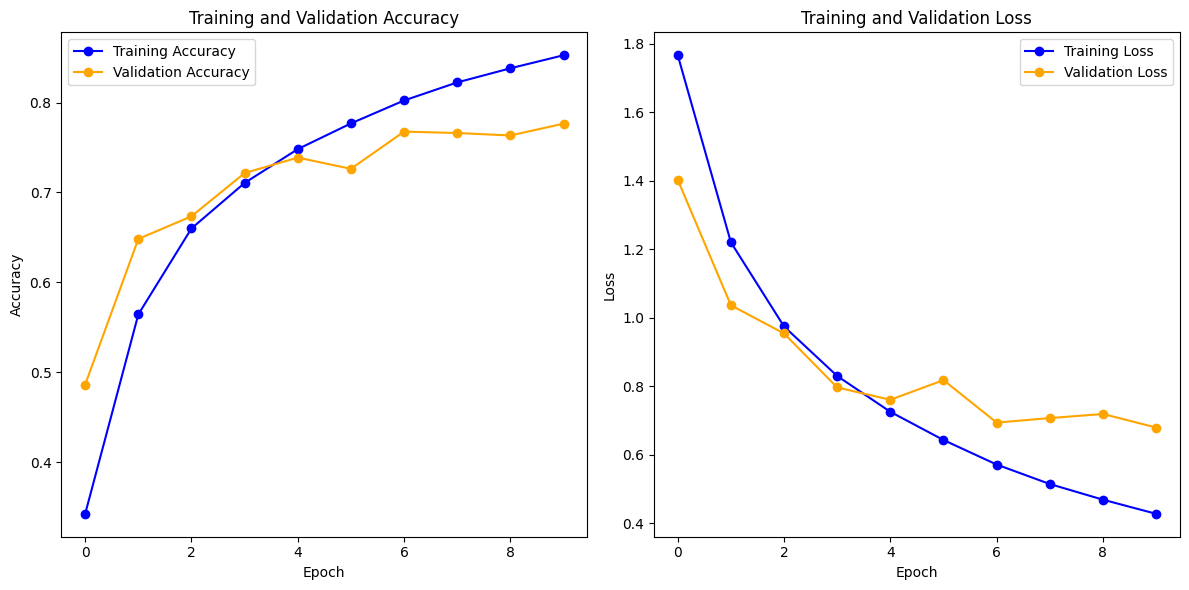 Training and Validation Accuracy
Training Accuracy
Validation Accuracy
0.8
0.7
0.6
0.5
0.4
Accuracy
0 2 4 6 8
Epoch
Training and Validation Loss
Training Loss
Validation Loss
1.8
1.6
1.4
1.2
1.0
0.8
0.6
0.4
Loss
0 2 4 6 8
Epoch